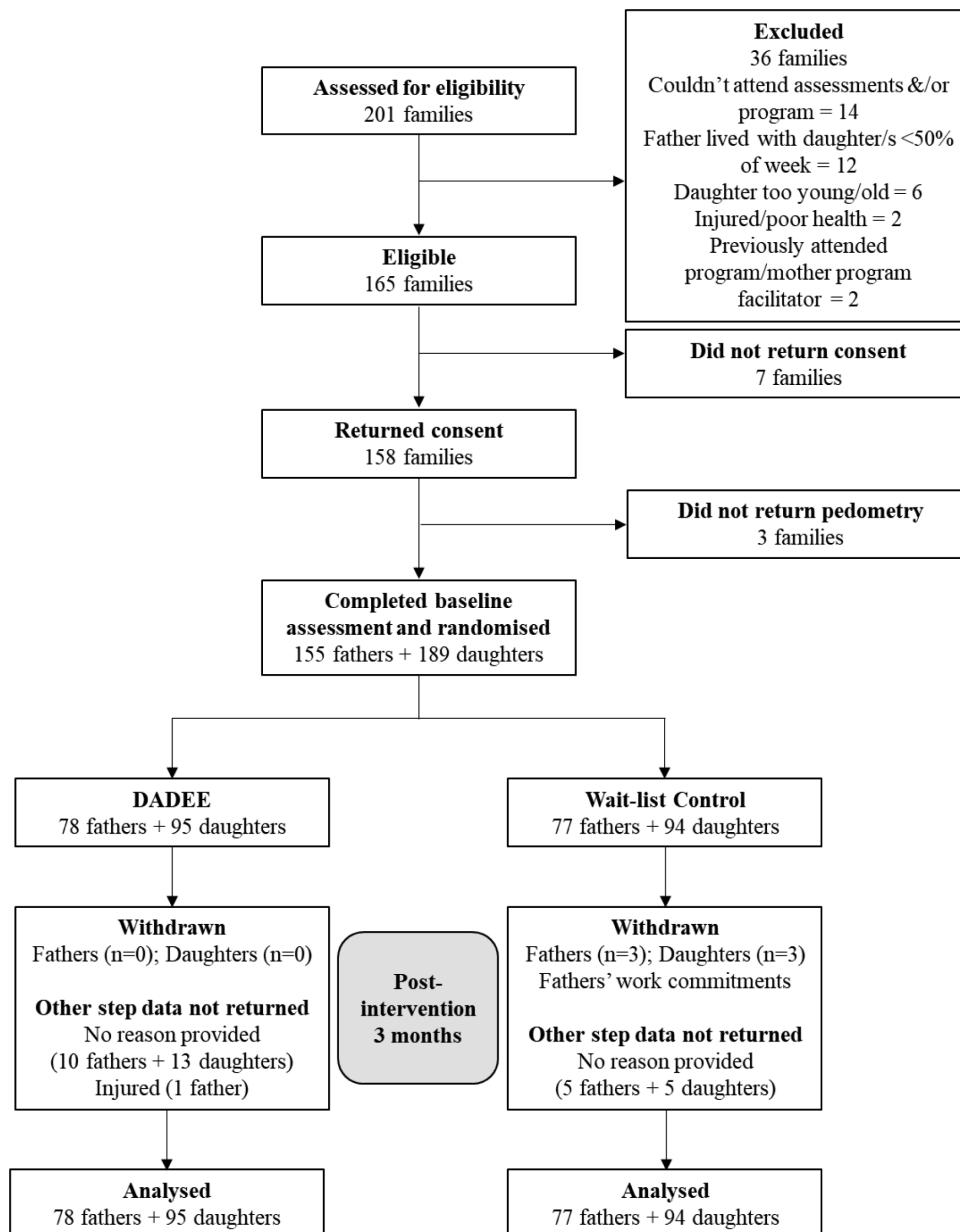 Assessed for eligibility
201 families
Excluded
36 families
Couldn't attend assessments &/or
program = 14
Father lived with daughter/s <50%
of week = 12
Daughter too young/old = 6
Injured/poor health = 2
Previously attended
program/mother program
facilitator = 2
Eligible
165 families
Did not return consent
7 families
Returned consent
158 families
Did not return pedometry
3 families
Completed baseline
assessment and randomised
155 fathers + 189 daughters
DADEE
78 fathers + 95 daughters
Wait-list Control
77 fathers + 94 daughters
Withdrawn
Fathers (n=0); Daughters (n=0)
Other step data not returned
No reason provided
(10 fathers + 13 daughters)
Injured (1 father)
Post-
intervention
3 months
Withdrawn
Fathers (n=3); Daughters (n=3)
Fathers' work commitments
Other step data not returned
No reason provided
(5 fathers + 5 daughters)
Analysed
78 fathers + 95 daughters
Analysed
77 fathers + 94 daughters